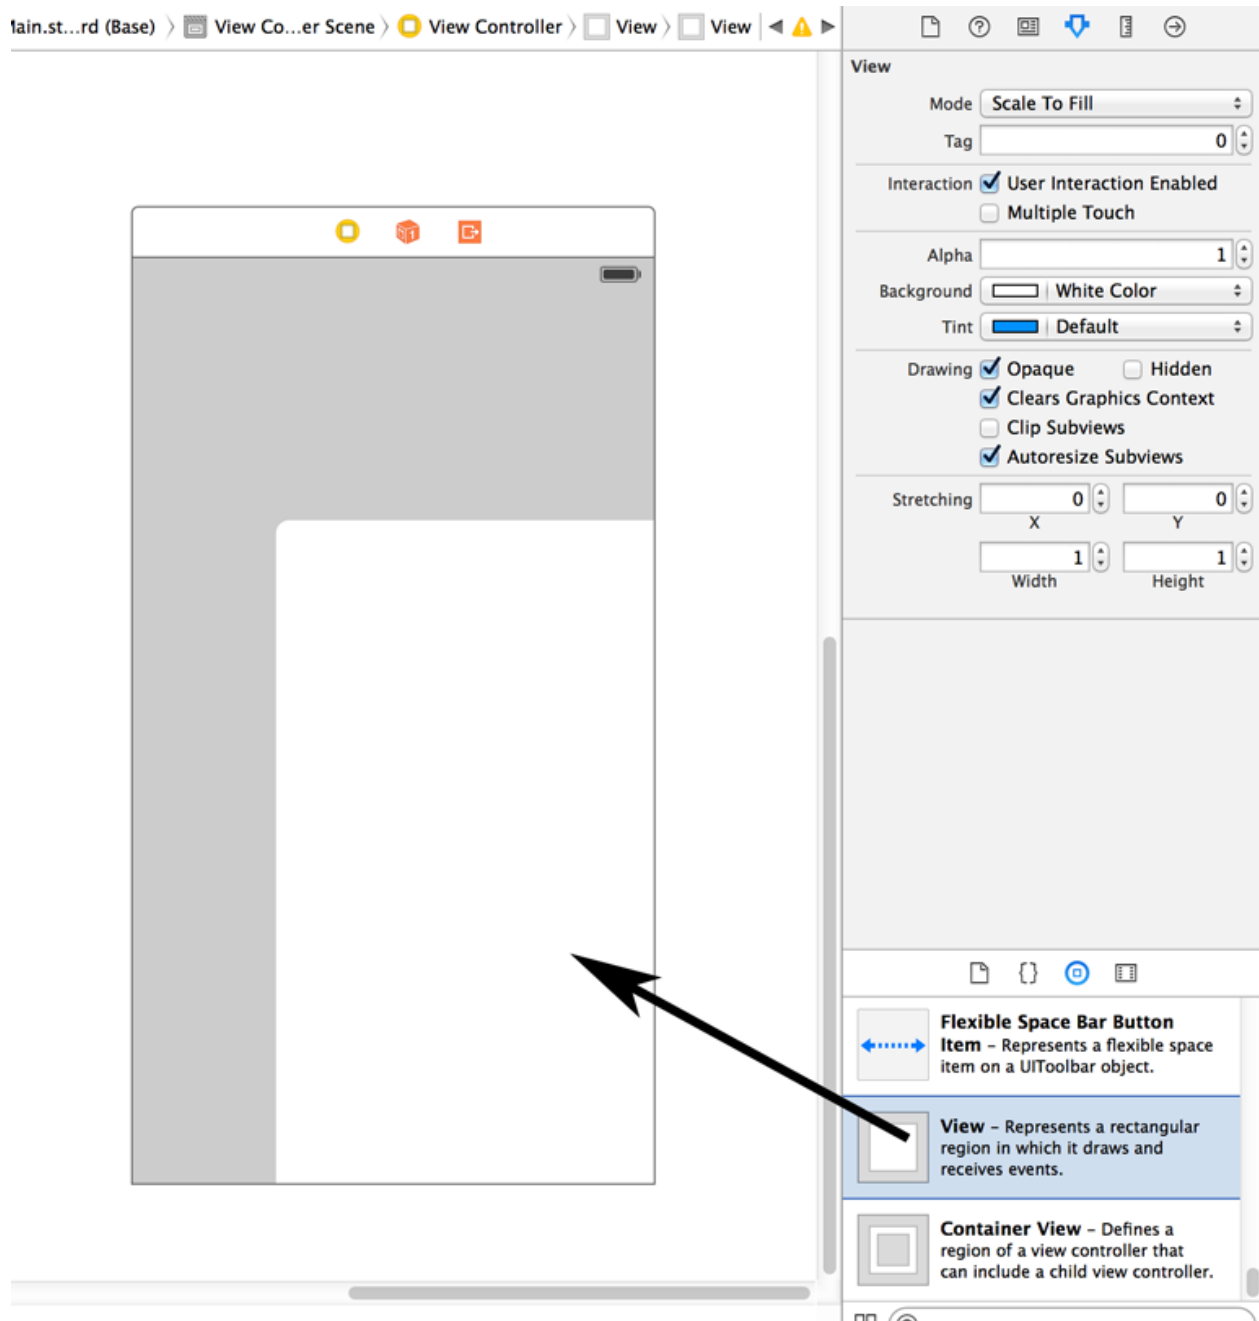 Main.st...rd (Base) View Co...er Scene View Controller View View
View
Mode Scale To Fill
Tag 0
Interaction User Interaction Enabled
Multiple Touch
Alpha 1
Background White Color
Tint Default
Drawing Opaque Hidden
Clears Graphics Context
Clip Subviews
Autoresize Subviews
Stretching 0 0
X Y
1 1
Width Height
{}
Flexible Space Bar Button
Item – Represents a flexible space
item on a UIToolbar object.
View – Represents a rectangular
region in which it draws and
receives events.
Container View – Defines a
region of a view controller that
can include a child view controller.